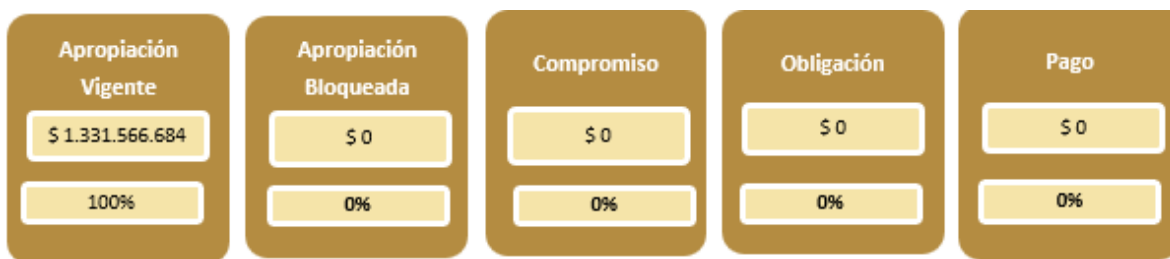 Apropiación
Vigente
$ 1.331.566.684
100%
Apropiación
Bloqueada
$ 0
0%
Compromiso
$ 0
0%
Obligación
$ 0
0%
Pago
$ 0
0%